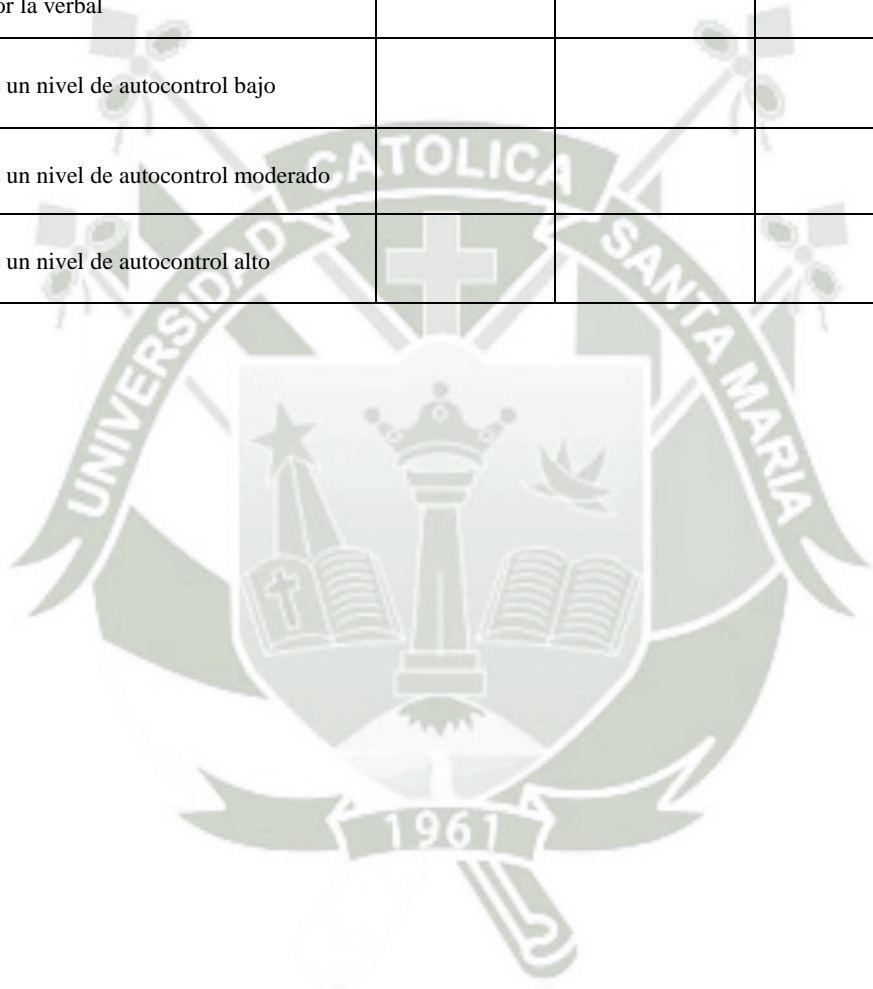 or la verbal
un nivel de autocontrol bajo
un nivel de autocontrol moderado
un nivel de autocontrol alto
UNIVERSIDAD CATOLICA SANTA MARIA
1961